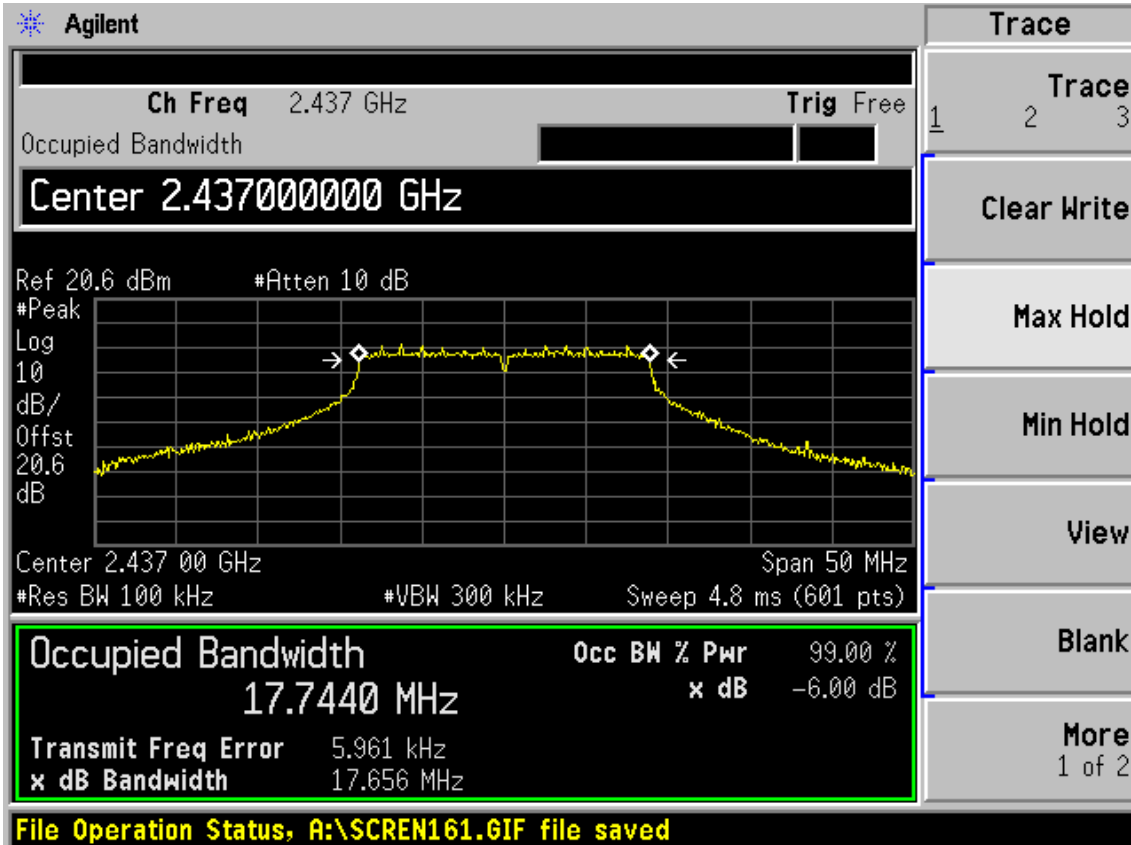 Agilent
Trace
Ch Freq 2.437 GHz Trig Free
Occupied Bandwidth
Center 2.437000000 GHz
Ref 20.6 dBm #Atten 10 dB
#Peak
Log
10
dB/
Offst
20.6
dB
Center 2.437 00 GHz Span 50 MHz
#Res BW 100 kHz #VBW 300 kHz Sweep 4.8 ms (601 pts)
Occupied Bandwidth
17.7440 MHz
Occ BW % Pwr 99.00 %
x dB -6.00 dB
Transmit Freq Error 5.961 kHz
x dB Bandwidth 17.656 MHz
Trace
1 2 3
Clear Write
Max Hold
Min Hold
View
Blank
More
1 of 2
File Operation Status, A:\SCREN161.GIF file saved